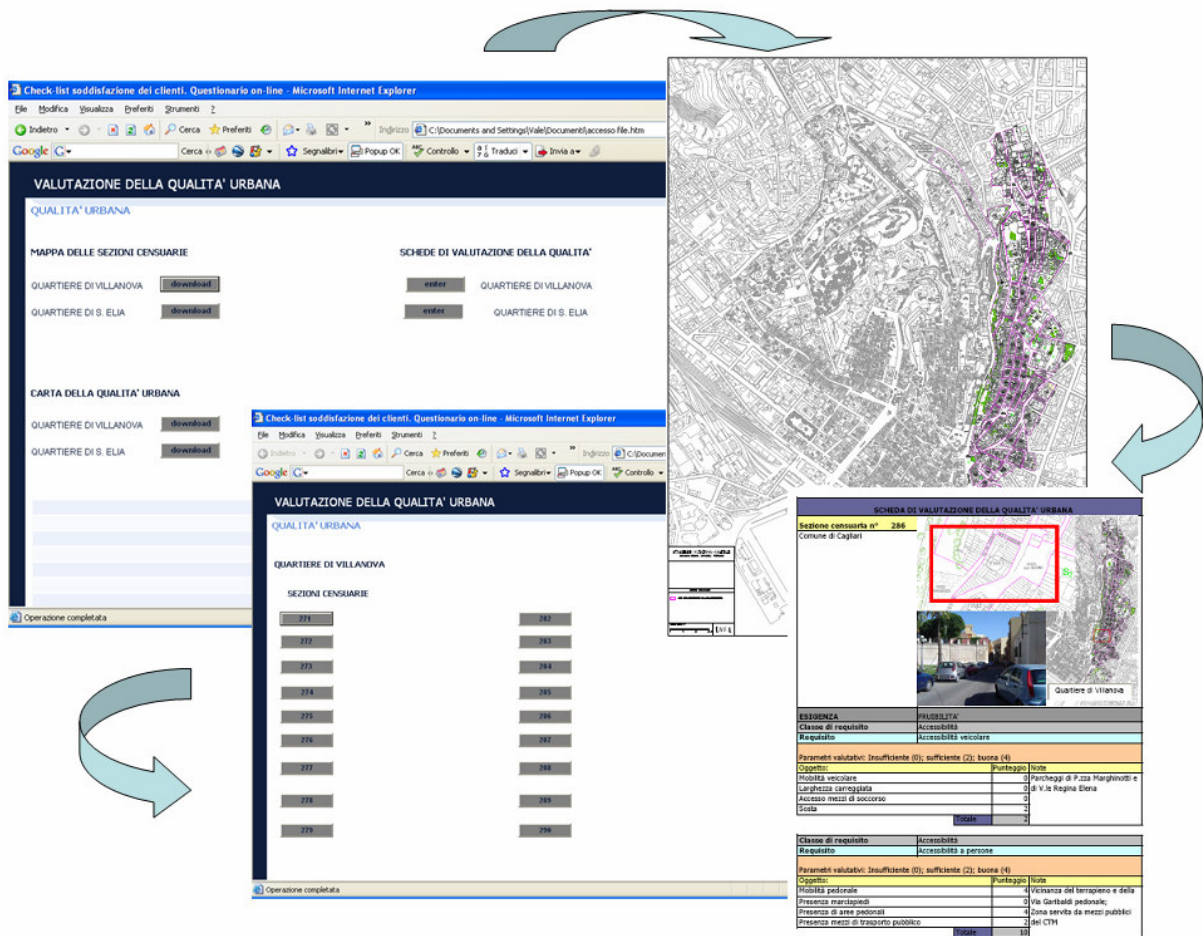 Check-list soddisfazione dei clienti. Questionario on-line - Microsoft Internet Explorer
File Modifica Visualizza Preferiti Strumenti ?
Indietro Cerca Preferiti Indirizzo C:\Documents and Settings\Vale\Documenti\accesso file.htm
Google G Cerca Segnalibri Popup OK Controllo Traduci Invia a
VALUTAZIONE DELLA QUALITA' URBANA
QUALITA' URBANA
MAPPA DELLE SEZIONI CENSUARIE SCHEDE DI VALUTAZIONE DELLA QUALITA'
QUARTIERE DI VILLANOVA download enter QUARTIERE DI VILLANOVA
QUARTIERE DI S. ELIA download enter QUARTIERE DI S. ELIA
CARTA DELLA QUALITA' URBANA
QUARTIERE DI VILLANOVA download
QUARTIERE DI S. ELIA download
Operazione completata
Check-list soddisfazione dei clienti. Questionario on-line - Microsoft Internet Explorer
File Modifica Visualizza Preferiti Strumenti ?
Indietro Cerca Preferiti Indirizzo C:\Documen
Google G Cerca Segnalibri Popup OK Controllo
VALUTAZIONE DELLA QUALITA' URBANA
QUALITA' URBANA
QUARTIERE DI VILLANOVA
SEZIONI CENSUARIE
271 282
272 283
273 284
274 285
275 286
276 287
277 288
278 289
279 290
Operazione completata
SCHEDA DI VALUTAZIONE DELLA QUALITA' URBANA
Sezione censuaria n° 286
Comune di Cagliari
Quartiere di Villanova
ESIGENZA FRUIBILITA'
Classe di requisito Accessibilità
Requisito Accessibilità veicolare
Parametri valutativi: Insufficiente (0); sufficiente (2); buona (4)
Oggetto: Punteggio Note
Mobilità veicolare 0 Parcheggi di P.zza Marghinotti e
Larghezza carreggiata 0 di V.le Regina Elena
Accesso mezzi di soccorso 0
Sosta 2
Totale 2
Classe di requisito Accessibilità
Requisito Accessibilità a persone
Parametri valutativi: Insufficiente (0); sufficiente (2); buona (4)
Oggetto: Punteggio Note
Mobilità pedonale 4 Vicinanza del terrapieno e della
Presenza marciapiedi 0 Via Garibaldi pedonale;
Presenza di aree pedonali 4 Zona servita da mezzi pubblici
Presenza mezzi di trasporto pubblico 2 del CTM
Totale 10